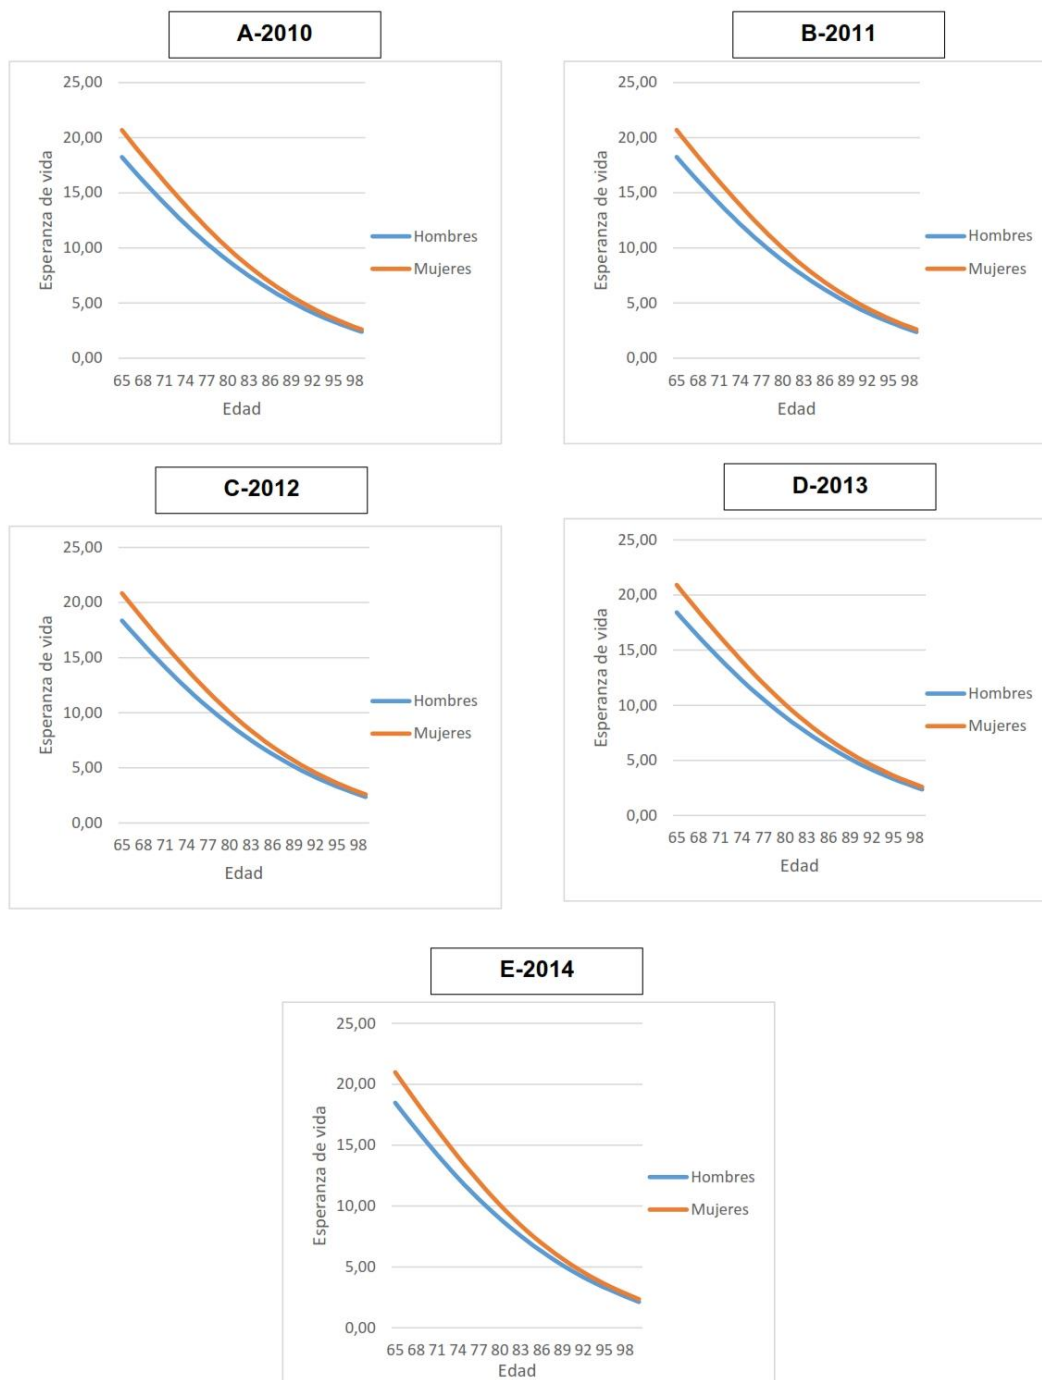 A-2010
25,00
20,00
15,00
10,00
5,00
0,00
Esperanza de vida
65 68 71 74 77 80 83 86 89 92 95 98
Edad
Hombres
Mujeres
B-2011
25,00
20,00
15,00
10,00
5,00
0,00
Esperanza de vida
65 68 71 74 77 80 83 86 89 92 95 98
Edad
Hombres
Mujeres
C-2012
25,00
20,00
15,00
10,00
5,00
0,00
Esperanza de vida
65 68 71 74 77 80 83 86 89 92 95 98
Edad
Hombres
Mujeres
D-2013
25,00
20,00
15,00
10,00
5,00
0,00
Esperanza de vida
65 68 71 74 77 80 83 86 89 92 95 98
Edad
Hombres
Mujeres
E-2014
25,00
20,00
15,00
10,00
5,00
0,00
Esperanza de vida
65 68 71 74 77 80 83 86 89 92 95 98
Edad
Hombres
Mujeres